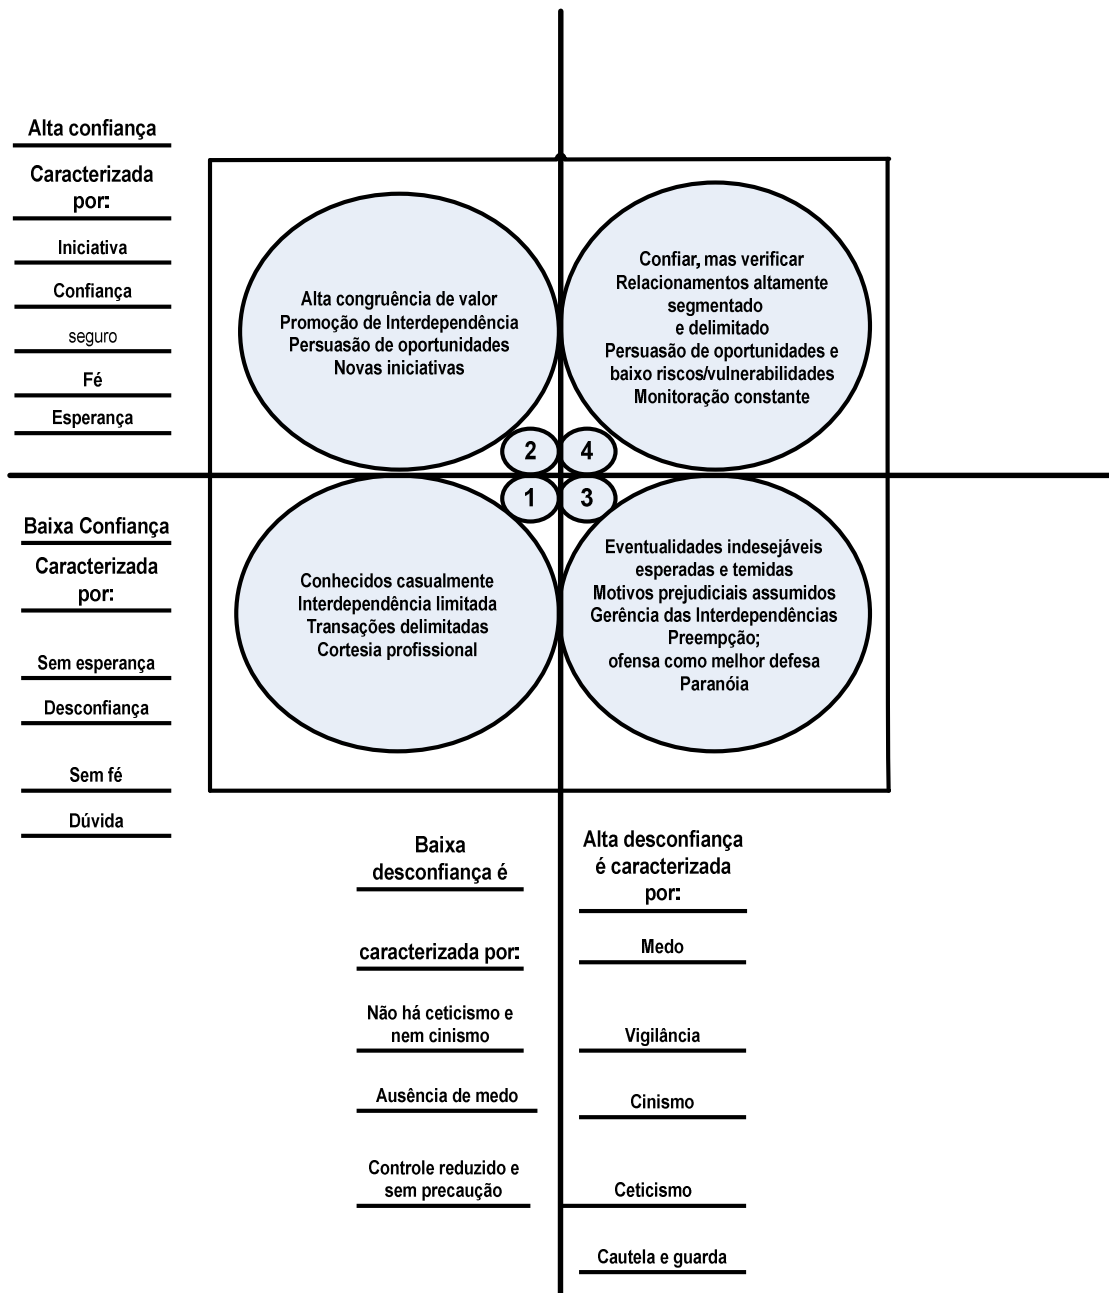 Alta confiança
Caracterizada
por:
Iniciativa
Confiança
seguro
Fé
Esperança
Alta congruência de valor
Promoção de Interdependência
Persuasão de oportunidades
Novas iniciativas
Confiar, mas verificar
Relacionamentos altamente
segmentado
e delimitado
Persuasão de oportunidades e
baixo riscos/vulnerabilidades
Monitoração constante
2
4
1
3
Baixa Confiança
Caracterizada
por:
Sem esperança
Desconfiança
Sem fé
Dúvida
Conhecidos casualmente
Interdependência limitada
Transações delimitadas
Cortesia profissional
Eventualidades indesejáveis
esperadas e temidas
Motivos prejudiciais assumidos
Gerência das Interdependências
Preempção;
ofensa como melhor defesa
Paranóia
Baixa
desconfiança é
caracterizada por:
Não há ceticismo e
nem cinismo
Ausência de medo
Controle reduzido e
sem precaução
Alta desconfiança
é caracterizada
por:
Medo
Vigilância
Cinismo
Ceticismo
Cautela e guarda